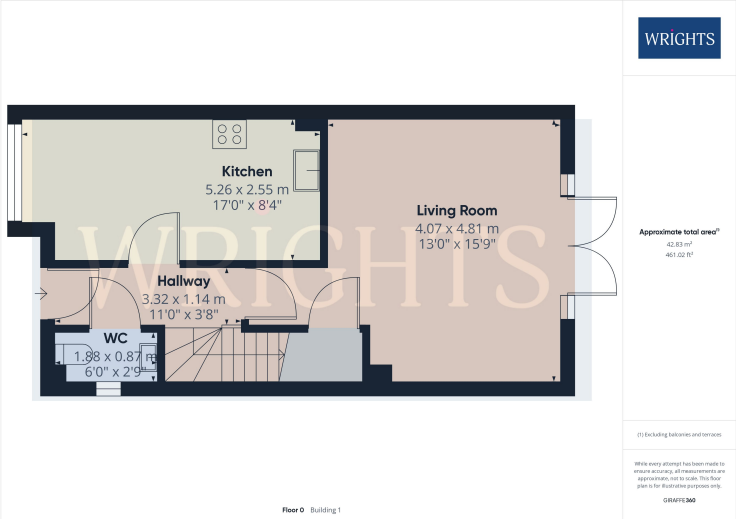 WRIGHTS
Kitchen
5.26 x 2.55 m
17'0" x 8'4"
Living Room
4.07 x 4.81 m
13'0" x 15'9"
Approximate total area⁽¹⁾
42.83 m²
461.02 ft²
WRIGHTS
Hallway
3.32 x 1.14 m
11'0" x 3'8"
WC
1.88 x 0.87 m
6'0" x 2'9"
(1) Excluding balconies and terraces
While every attempt has been made to
ensure accuracy, all measurements are
approximate, not to scale. This floor
plan is for illustrative purposes only.
GIRAFFE360
Floor 0 Building 1